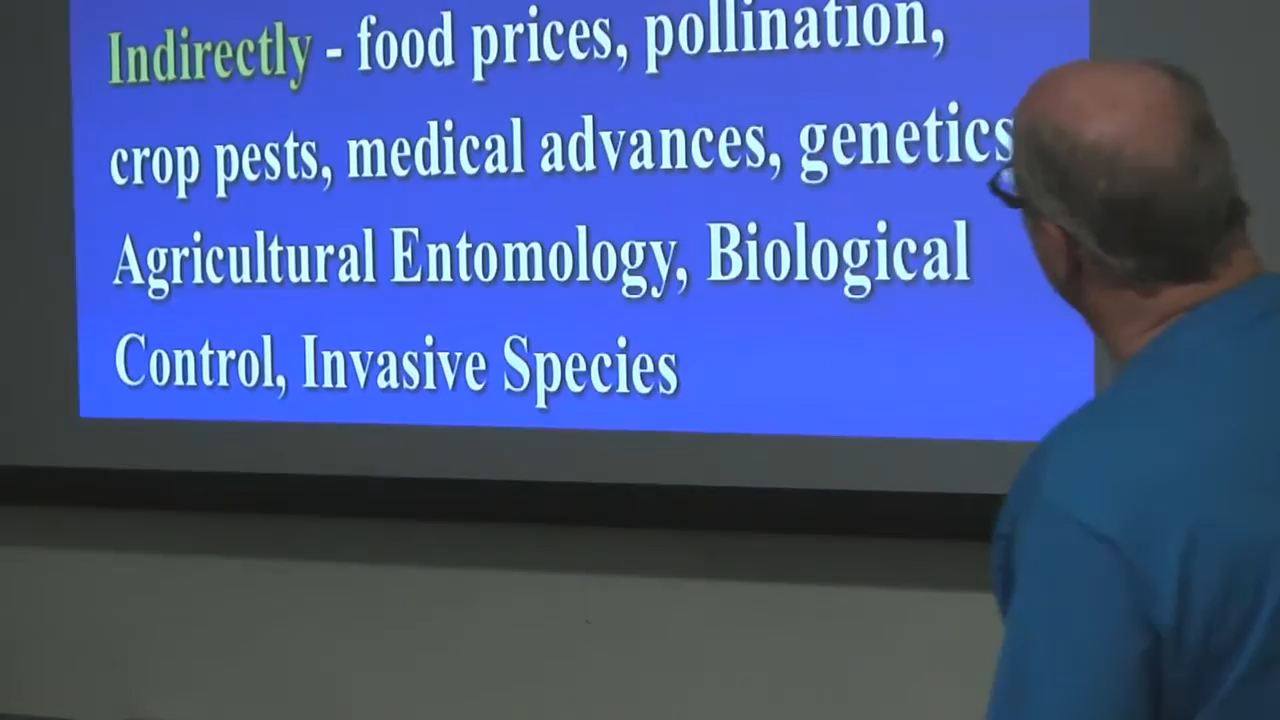 Indirectly - food prices, pollination,
crop pests, medical advances, genetics
Agricultural Entomology, Biological
Control, Invasive Species